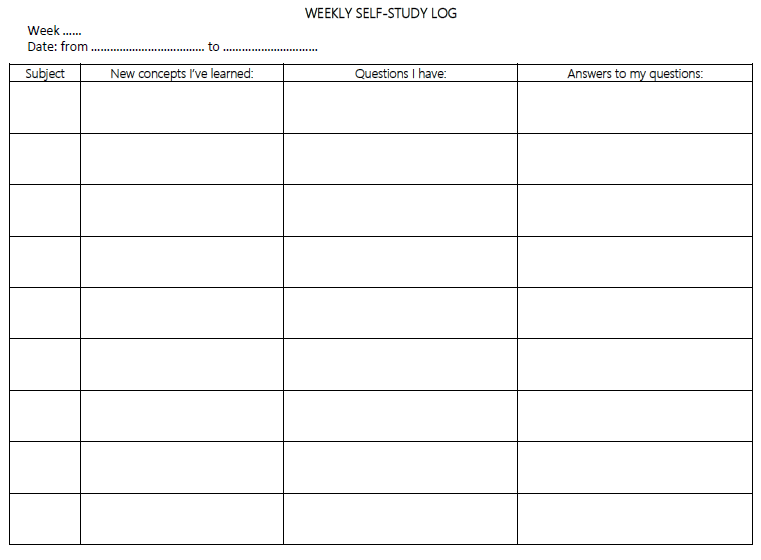 WEEKLY SELF-STUDY LOG
Week ......
Date: from ................................... to .............................
Subject New concepts I've learned: Questions I have: Answers to my questions: